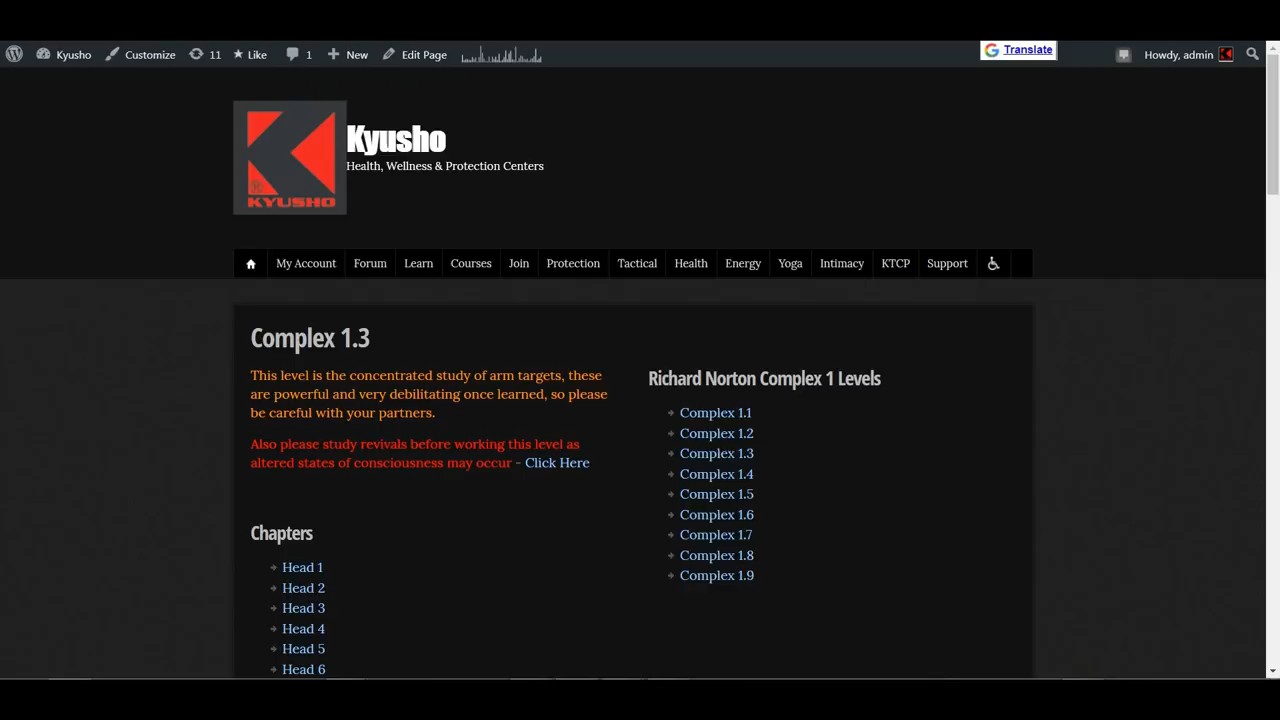 Kyusho
Customize
11
Like
1
New
Edit Page
Translate
Howdy, admin
Kyusho
Health, Wellness & Protection Centers
®
KYUSHO
My Account
Forum
Learn
Courses
Join
Protection
Tactical
Health
Energy
Yoga
Intimacy
KTCP
Support
Complex 1.3
This level is the concentrated study of arm targets, these
are powerful and very debilitating once learned, so please
be careful with your partners.
Also please study revivals before working this level as
altered states of consciousness may occur - Click Here
Chapters
Head 1
Head 2
Head 3
Head 4
Head 5
Head 6
Richard Norton Complex 1 Levels
Complex 1.1
Complex 1.2
Complex 1.3
Complex 1.4
Complex 1.5
Complex 1.6
Complex 1.7
Complex 1.8
Complex 1.9